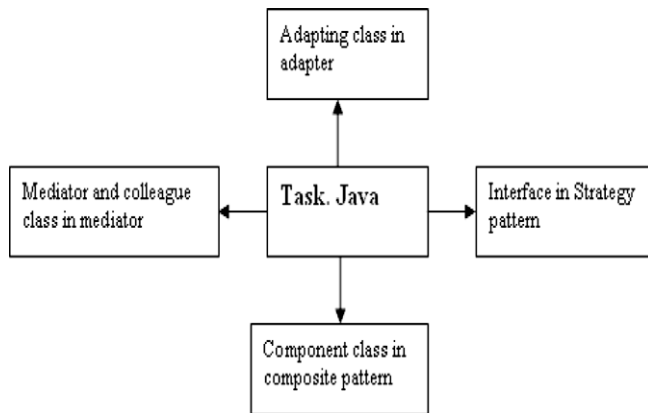 Adapting class in
adapter
Mediator and colleague
class in mediator
Task. Java
Interface in Strategy
pattern
Component class in
composite pattern